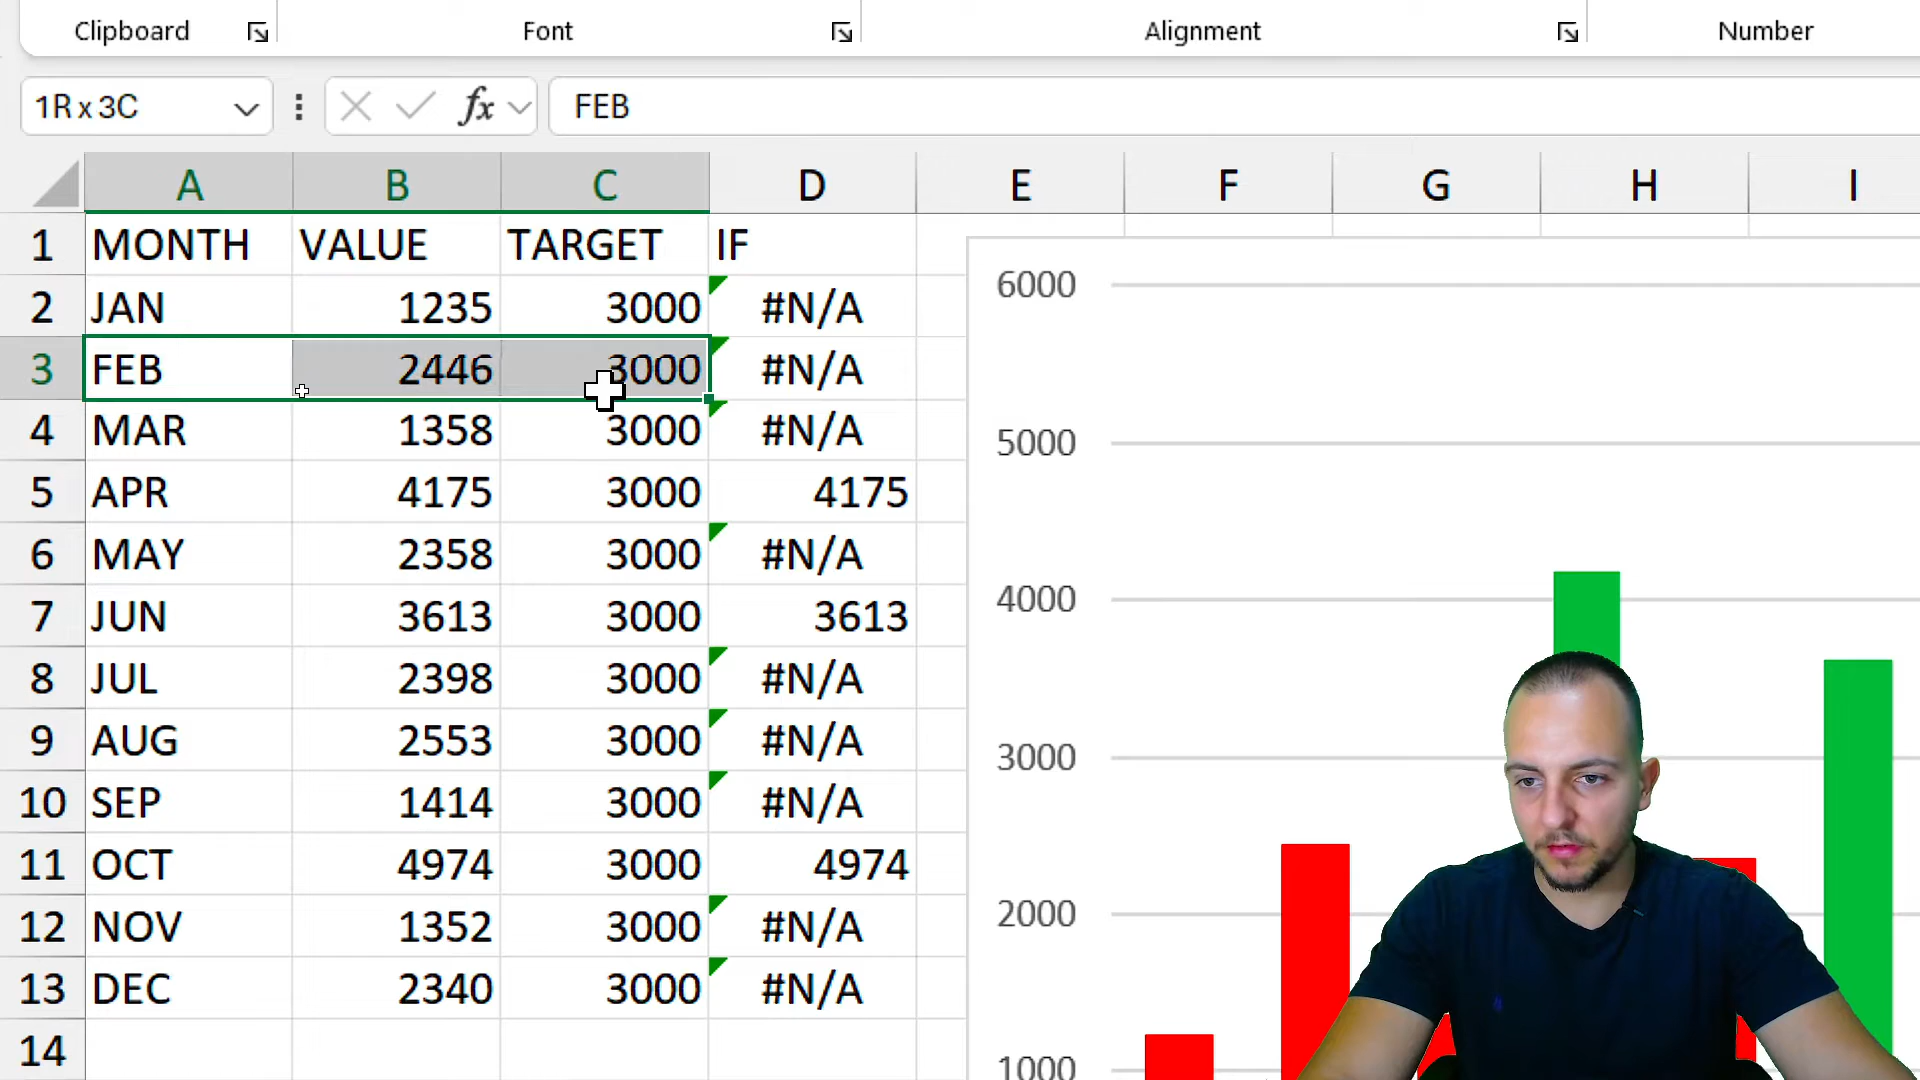 Clipboard Font Alignment Number
1R x 3C fx FEB
A B C D E F G H I
1 MONTH VALUE TARGET IF
2 JAN 1235 3000 #N/A
3 FEB 2446 3000 #N/A
4 MAR 1358 3000 #N/A
5 APR 4175 3000 4175
6 MAY 2358 3000 #N/A
7 JUN 3613 3000 3613
8 JUL 2398 3000 #N/A
9 AUG 2553 3000 #N/A
10 SEP 1414 3000 #N/A
11 OCT 4974 3000 4974
12 NOV 1352 3000 #N/A
13 DEC 2340 3000 #N/A
14
6000
5000
4000
3000
2000
1000